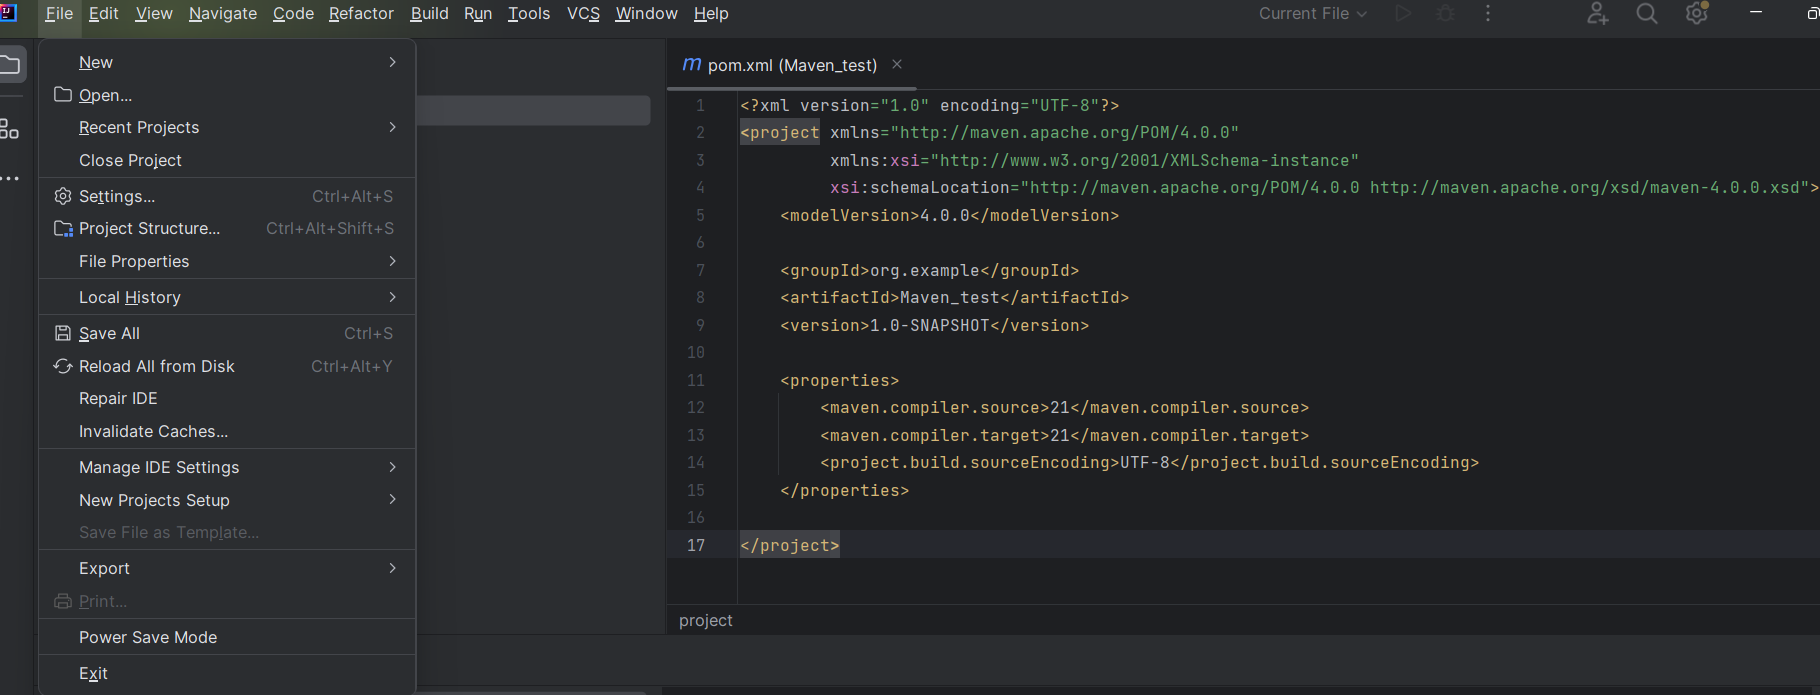 File Edit View Navigate Code Refactor Build Run Tools VCS Window Help Current File
New
Open...
Recent Projects
Close Project
Settings... Ctrl+Alt+S
Project Structure... Ctrl+Alt+Shift+S
File Properties
Local History
Save All Ctrl+S
Reload All from Disk Ctrl+Alt+Y
Repair IDE
Invalidate Caches...
Manage IDE Settings
New Projects Setup
Save File as Template...
Export
Print...
Power Save Mode
Exit
m pom.xml (Maven_test)
1 <?xml version="1.0" encoding="UTF-8"?>
2 <project xmlns="http://maven.apache.org/POM/4.0.0"
3 xmlns:xsi="http://www.w3.org/2001/XMLSchema-instance"
4 xsi:schemaLocation="http://maven.apache.org/POM/4.0.0 http://maven.apache.org/xsd/maven-4.0.0.xsd">
5 <modelVersion>4.0.0</modelVersion>
6
7 <groupId>org.example</groupId>
8 <artifactId>Maven_test</artifactId>
9 <version>1.0-SNAPSHOT</version>
10
11 <properties>
12 <maven.compiler.source>21</maven.compiler.source>
13 <maven.compiler.target>21</maven.compiler.target>
14 <project.build.sourceEncoding>UTF-8</project.build.sourceEncoding>
15 </properties>
16
17 </project>
project